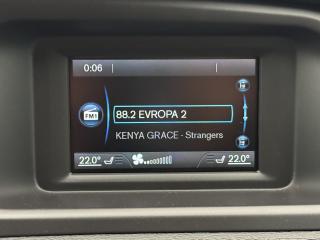 0:06
FM1
88.2 EVROPA 2
KENYA GRACE - Strangers
22.0° 22.0°